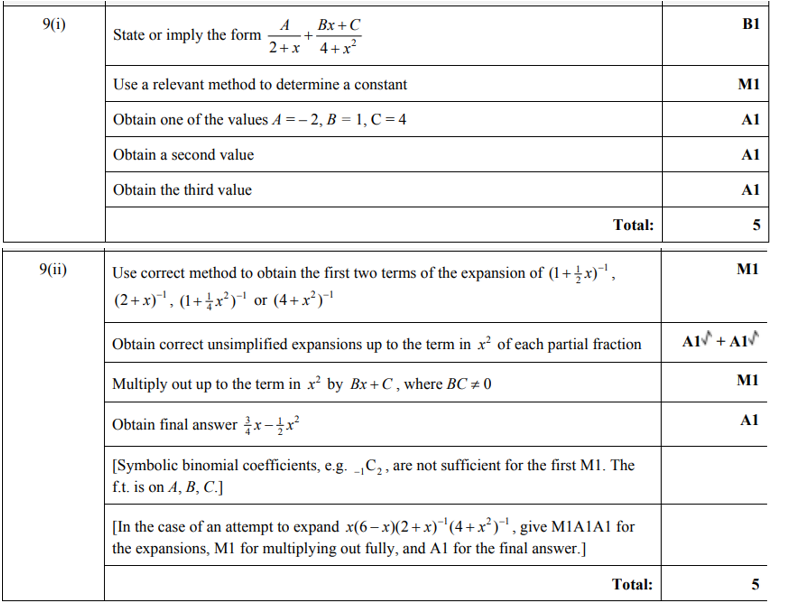 9(i)
State or imply the form $\frac{A}{2+x} + \frac{Bx+C}{4+x^2}$ B1
Use a relevant method to determine a constant M1
Obtain one of the values $A = -2, B = 1, C = 4$ A1
Obtain a second value A1
Obtain the third value A1
Total: 5
9(ii)
Use correct method to obtain the first two terms of the expansion of $(1+\frac{1}{2}x)^{-1}$, M1
$(2+x)^{-1}$, $(1+\frac{1}{4}x^2)^{-1}$ or $(4+x^2)^{-1}$
Obtain correct unsimplified expansions up to the term in $x^2$ of each partial fraction A1√ + A1√
Multiply out up to the term in $x^2$ by $Bx+C$, where $BC \neq 0$ M1
Obtain final answer $\frac{3}{4}x - \frac{1}{2}x^2$ A1
[Symbolic binomial coefficients, e.g. $_{-1}C_2$, are not sufficient for the first M1. The
f.t. is on A, B, C.]
[In the case of an attempt to expand $x(6-x)(2+x)^{-1}(4+x^2)^{-1}$, give M1A1A1 for
the expansions, M1 for multiplying out fully, and A1 for the final answer.]
Total: 5